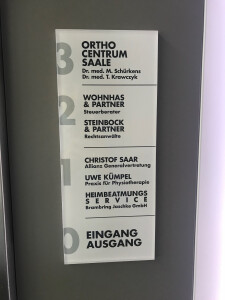 3
ORTHO
CENTRUM
SAALE
Dr. med. M. Schürkens
Dr. med. T. Krawczyk
2
WOHNHAS
& PARTNER
Steuerberater
STEINBOCK
& PARTNER
Rechtsanwälte
1
CHRISTOF SAAR
Allianz Generalvertretung
UWE KÜMPEL
Praxis für Physiotherapie
HEIMBEATMUNGS
SERVICE
Brambring Jaschke GmbH
0
EINGANG
AUSGANG